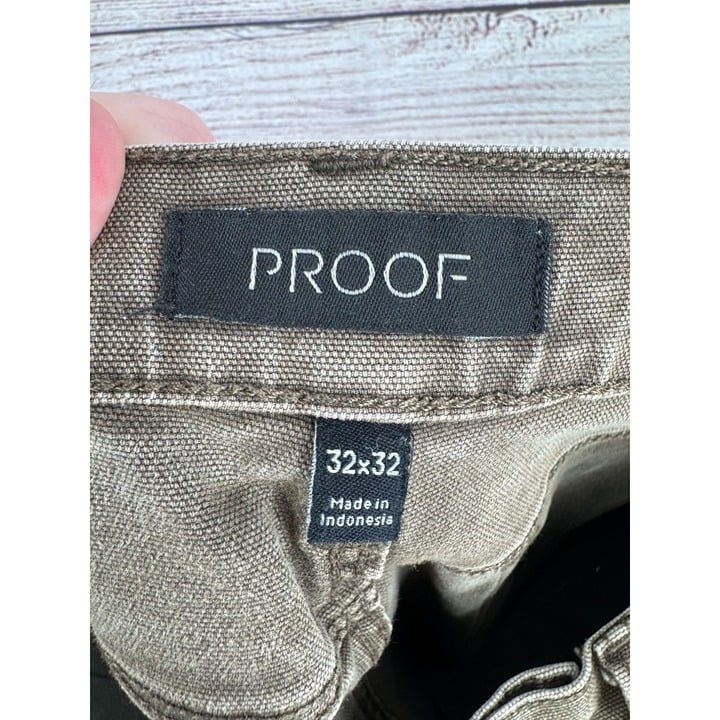 PROOF
32x32
Made in
Indonesia